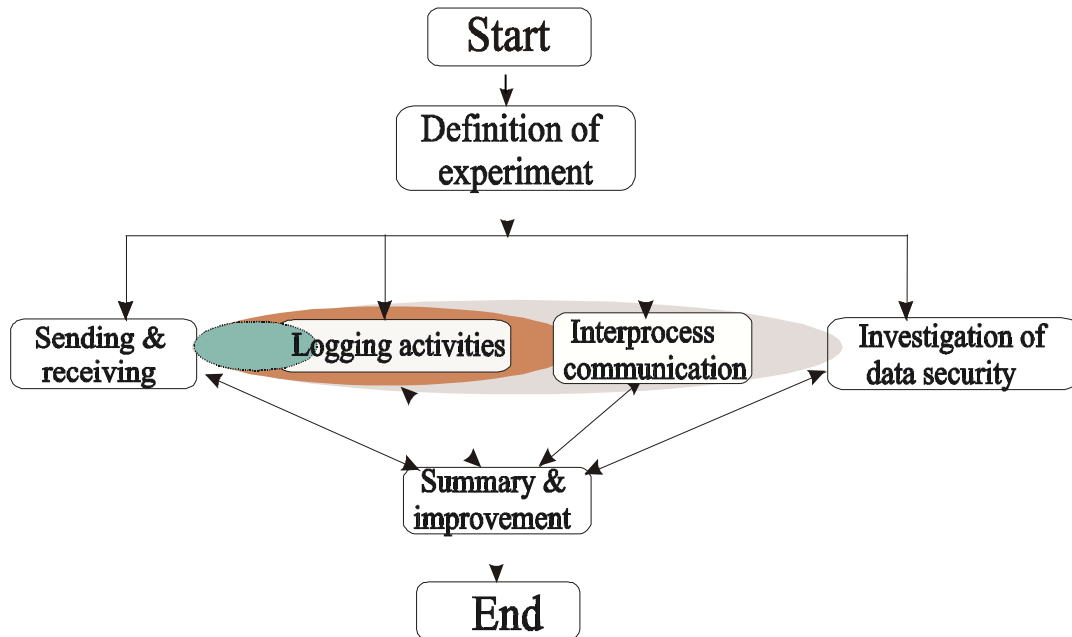 Start
Definition of
experiment
Sending &
receiving
Logging activities
Interprocess
communication
Investigation of
data security
Summary &
improvement
End